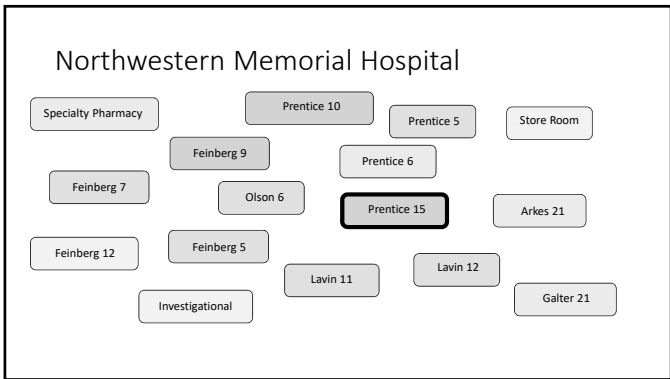 Northwestern Memorial Hospital
Specialty Pharmacy
Prentice 10
Prentice 5
Store Room
Feinberg 9
Prentice 6
Feinberg 7
Olson 6
Prentice 15
Arkes 21
Feinberg 12
Feinberg 5
Lavin 11
Lavin 12
Investigational
Galter 21